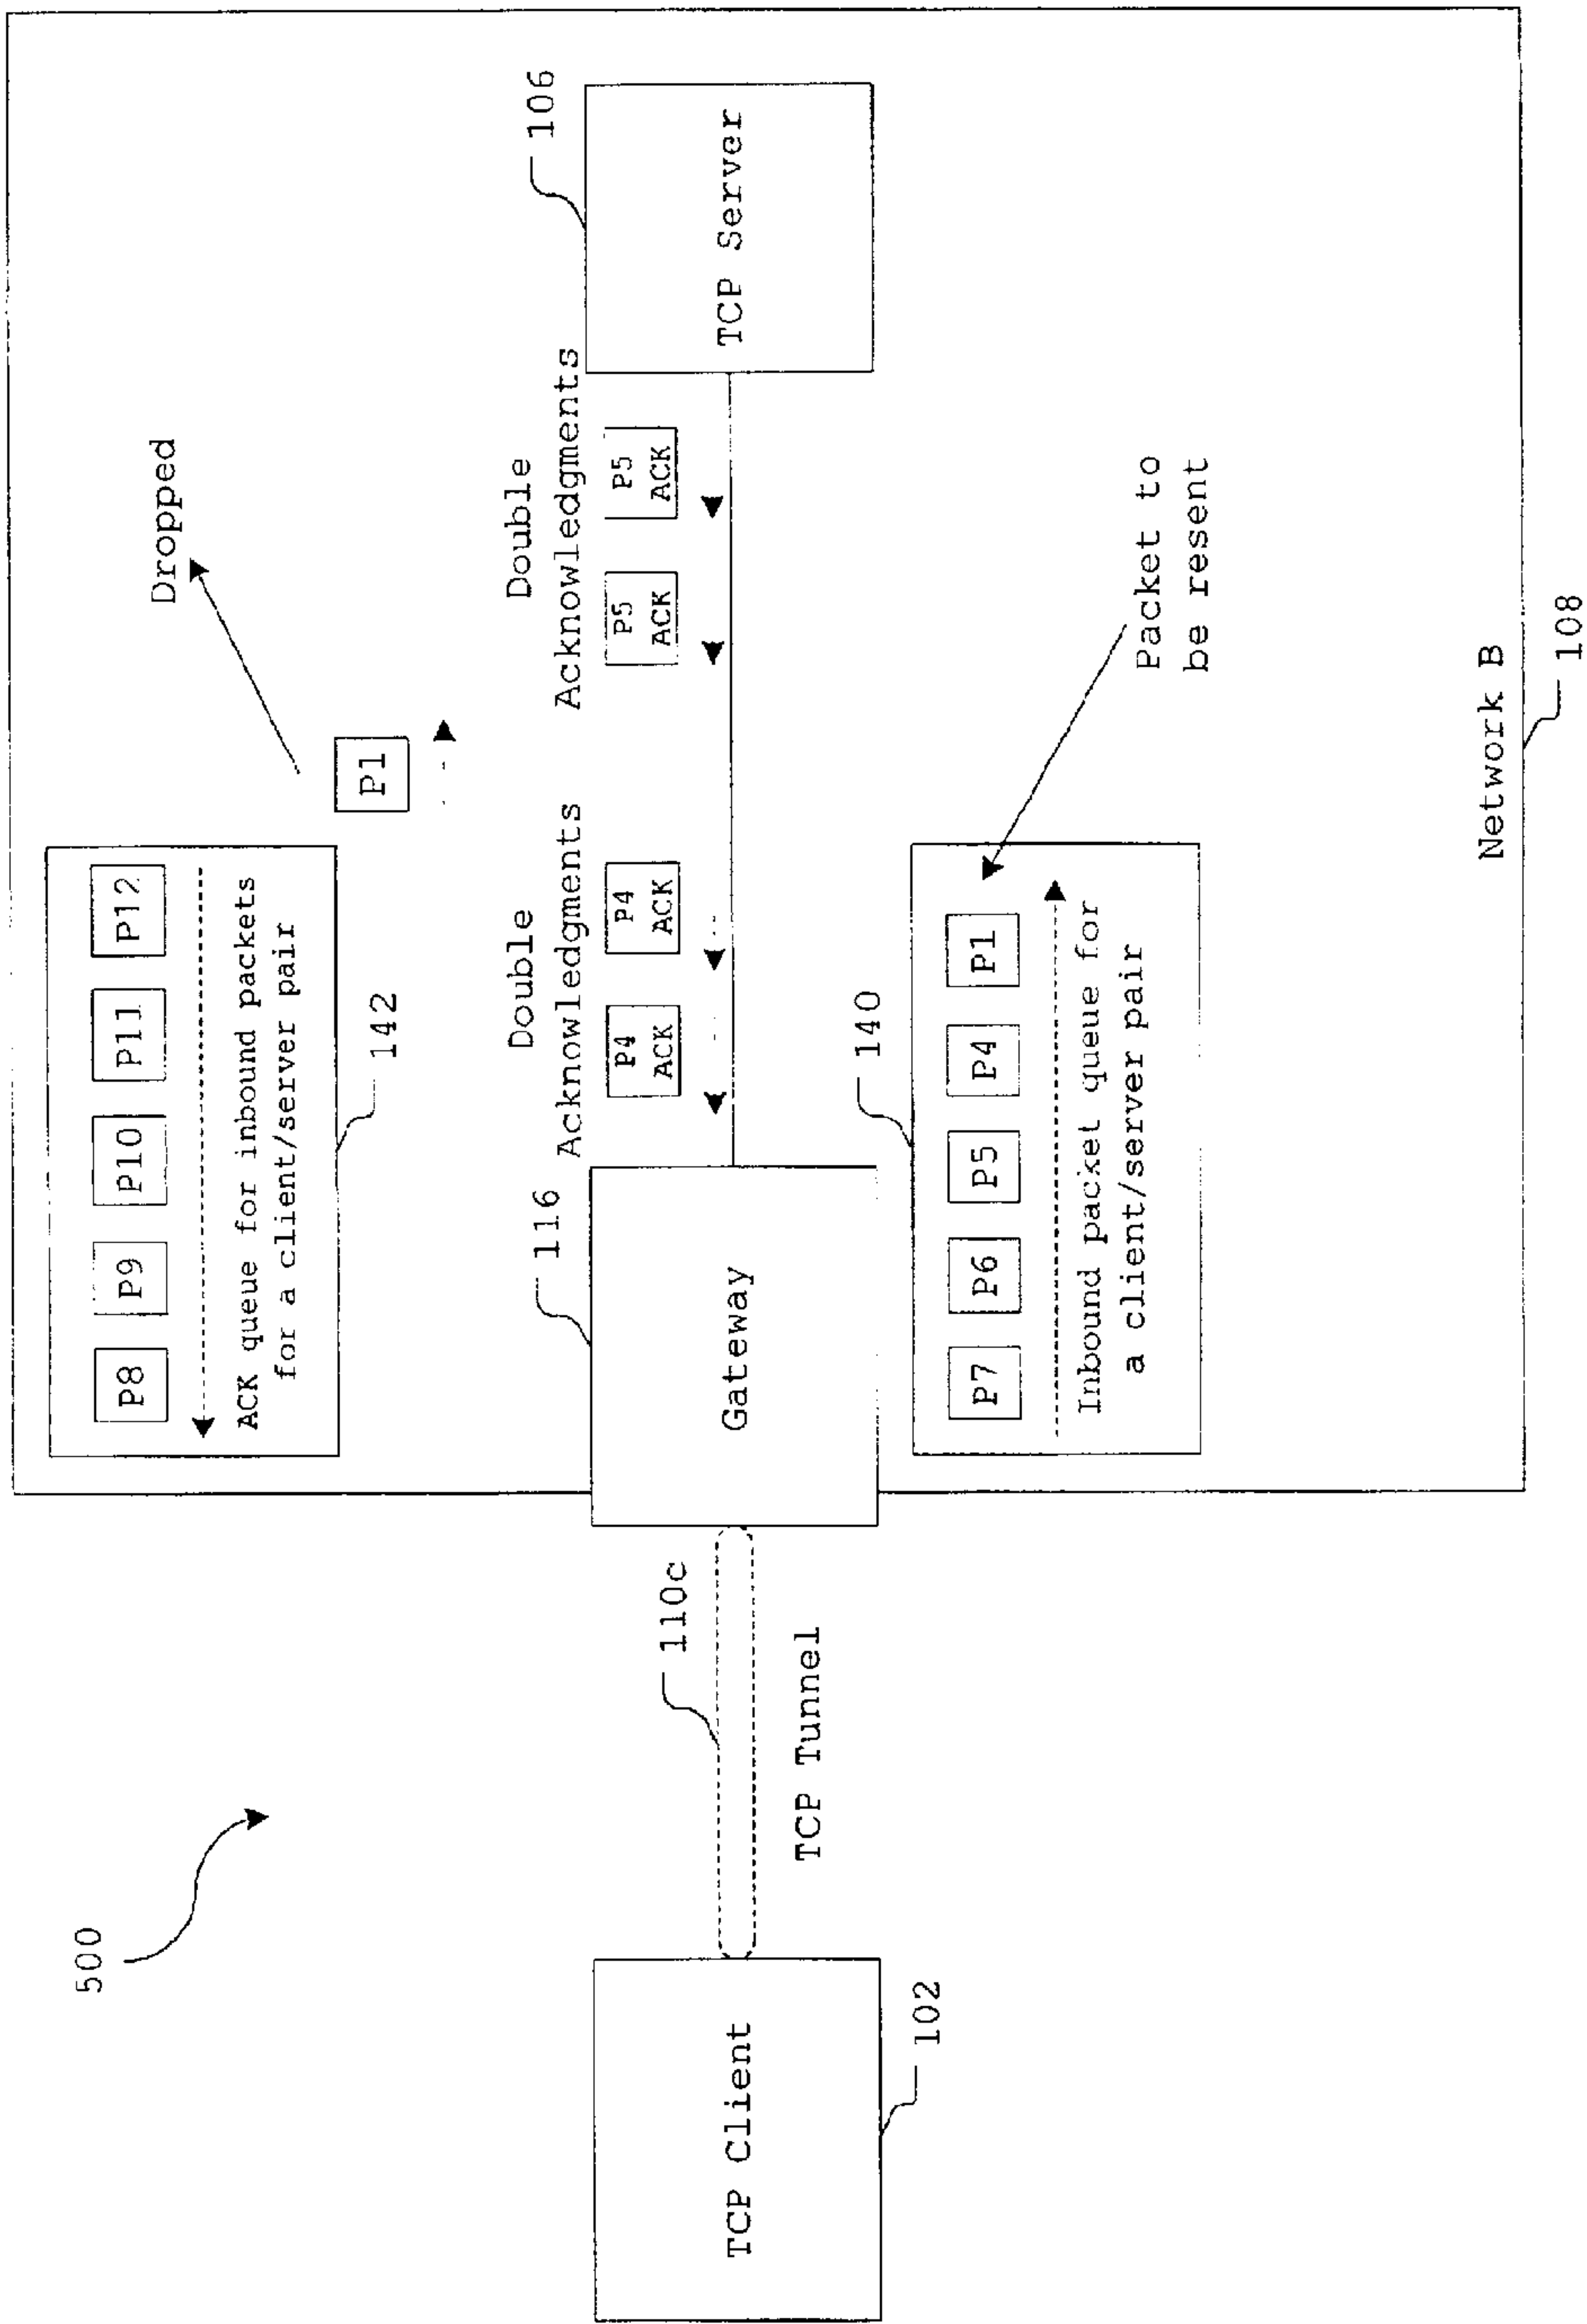 500
P8
P9
P10
P11
P12
ACK queue for inbound packets
for a client/server pair
142
P1
Dropped
Double
Acknowledgments
Double
Acknowledgments
P4
ACK
P4
ACK
P5
ACK
P5
ACK
TCP Client
102
110c
TCP Tunnel
116
Gateway
TCP Server
106
140
P7
P6
P5
P4
P1
Inbound packet queue for
a client/server pair
Packet to
be resent
Network B
108